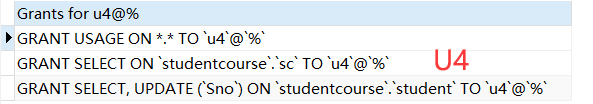 Grants for u4@%
GRANT USAGE ON *.* TO `u4`@`%`
GRANT SELECT ON `studentcourse`.`sc` TO `u4`@`%`
U4
GRANT SELECT, UPDATE (`Sno`) ON `studentcourse`.`student` TO `u4`@`%`